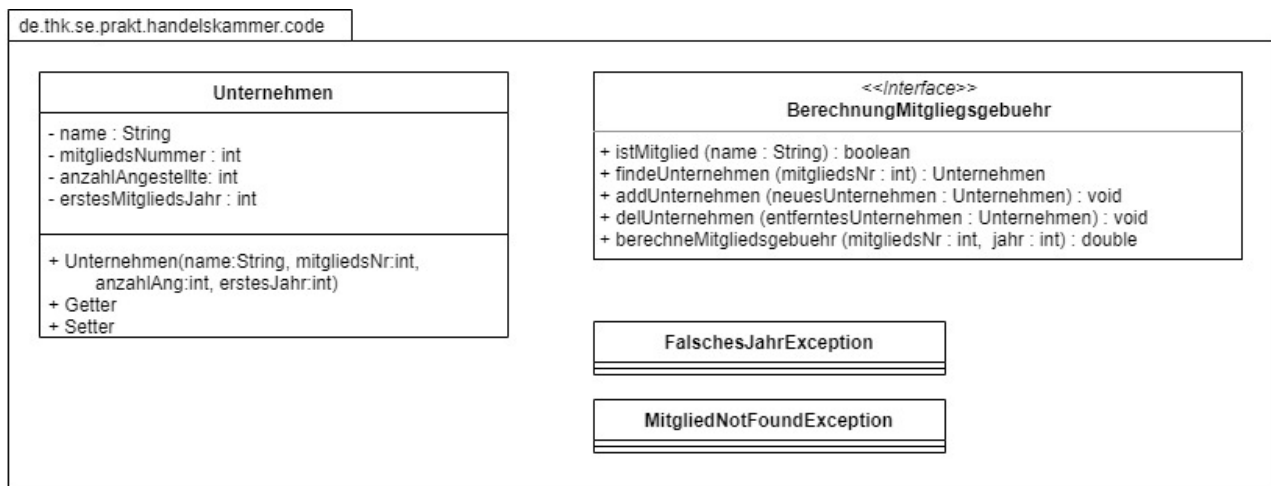 de.thk.se.prakt.handelskammer.code
Unternehmen
- name : String
- mitgliedsNummer : int
- anzahlAngestellte: int
- erstesMitgliedsJahr : int
+ Unternehmen(name:String, mitgliedsNr:int,
anzahlAng:int, erstesJahr:int)
+ Getter
+ Setter
<<Interface>>
BerechnungMitgliegsgebuehr
+ istMitglied (name : String) : boolean
+ findeUnternehmen (mitgliedsNr : int) : Unternehmen
+ addUnternehmen (neuesUnternehmen : Unternehmen) : void
+ delUnternehmen (entferntesUnternehmen : Unternehmen) : void
+ berechneMitgliedsgebuehr (mitgliedsNr : int, jahr : int) : double
FalschesJahrException
MitgliedNotFoundException